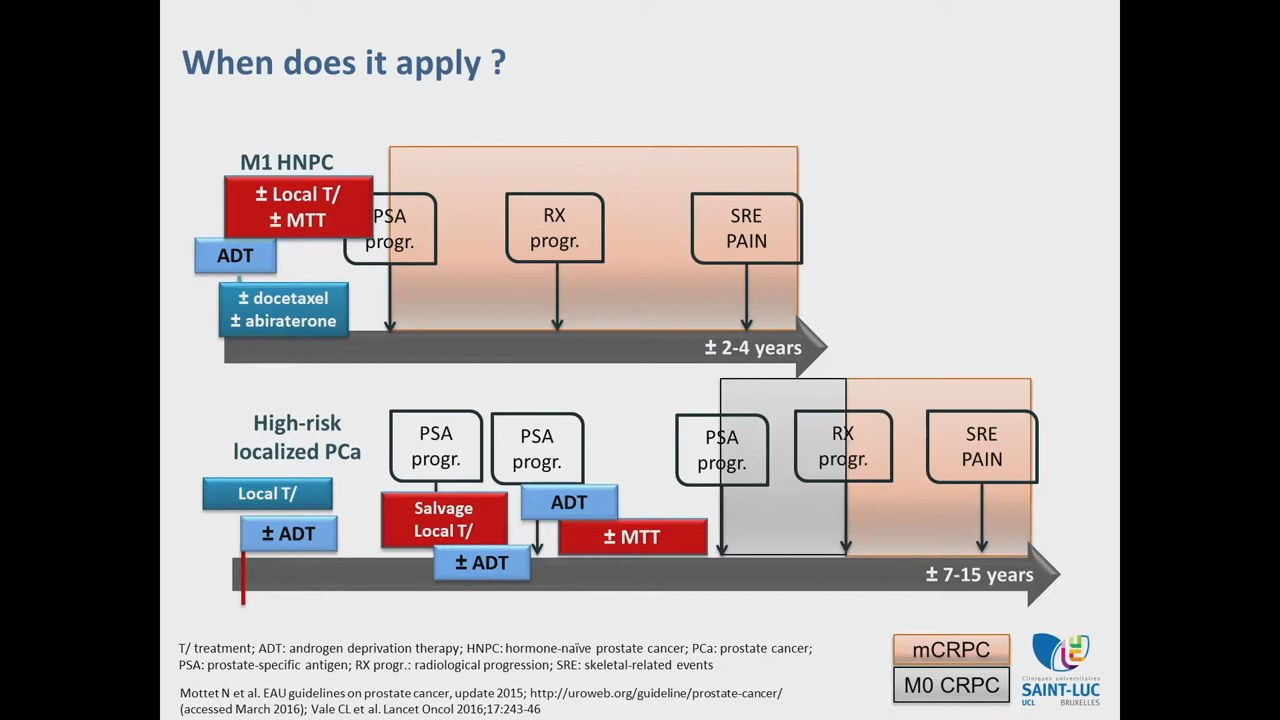 When does it apply ?
M1 HNPC
± Local T/
± MTT
ADT
± docetaxel
± abiraterone
PSA
progr.
RX
progr.
SRE
PAIN
± 2-4 years
High-risk
localized PCa
Local T/
± ADT
PSA
progr.
Salvage
Local T/
± ADT
PSA
progr.
ADT
± MTT
PSA
progr.
RX
progr.
SRE
PAIN
± 7-15 years
T/ treatment; ADT: androgen deprivation therapy; HNPC: hormone-naïve prostate cancer; PCa: prostate cancer;
PSA: prostate-specific antigen; RX progr.: radiological progression; SRE: skeletal-related events
Mottet N et al. EAU guidelines on prostate cancer, update 2015; http://uroweb.org/guideline/prostate-cancer/
(accessed March 2016); Vale CL et al. Lancet Oncol 2016;17:243-46
mCRPC
M0 CRPC
Cliniques universitaires
SAINT-LUC
UCL BRUXELLES